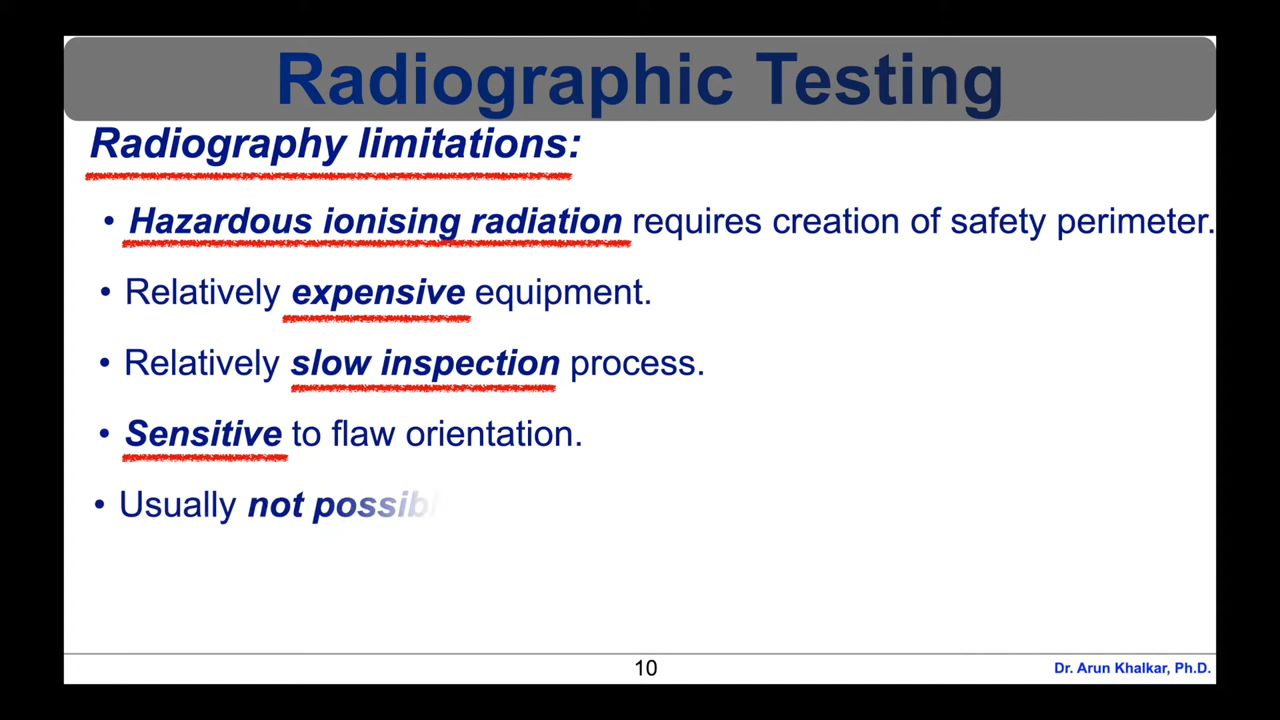 Radiographic Testing
Radiography limitations:
• Hazardous ionising radiation requires creation of safety perimeter.
• Relatively expensive equipment.
• Relatively slow inspection process.
• Sensitive to flaw orientation.
• Usually not
10
Dr. Arun Khalkar, Ph.D.